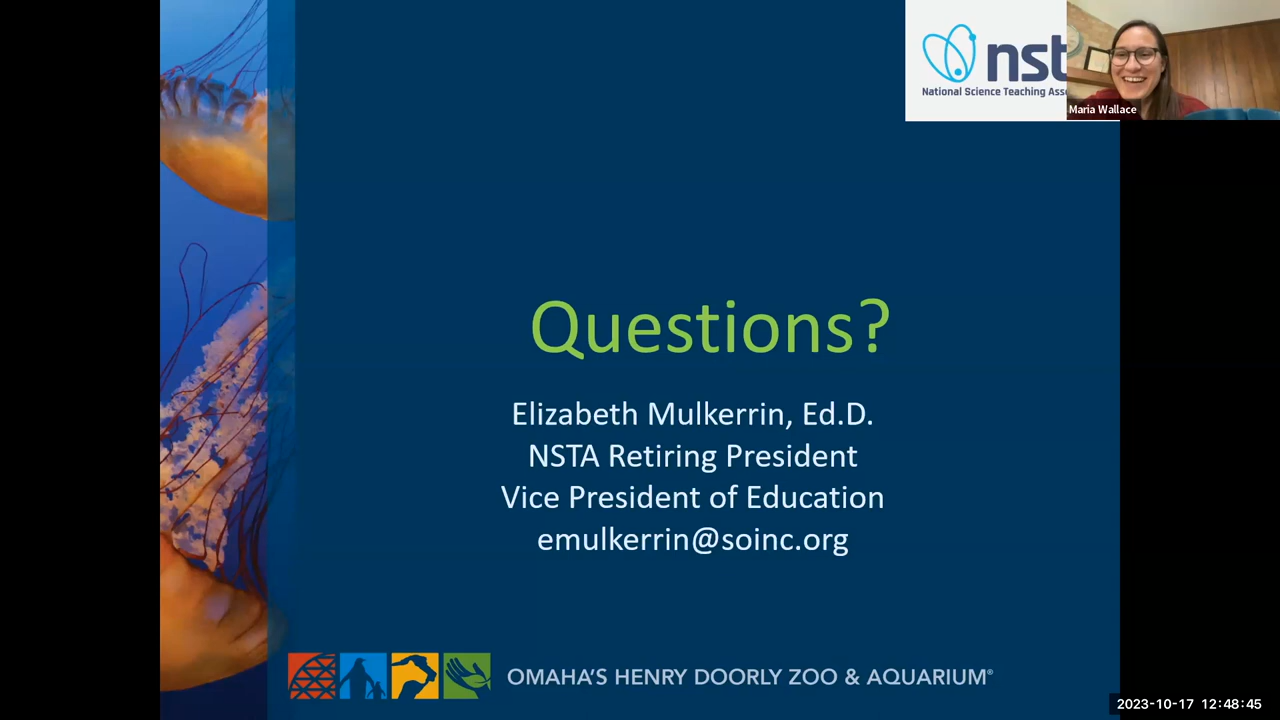 nst
National Science Teaching Ass
Maria Wallace
Questions?
Elizabeth Mulkerrin, Ed.D.
NSTA Retiring President
Vice President of Education
emulkerrin@soinc.org
OMAHA'S HENRY DOORLY ZOO & AQUARIUM®
2023-10-17 12:48:45